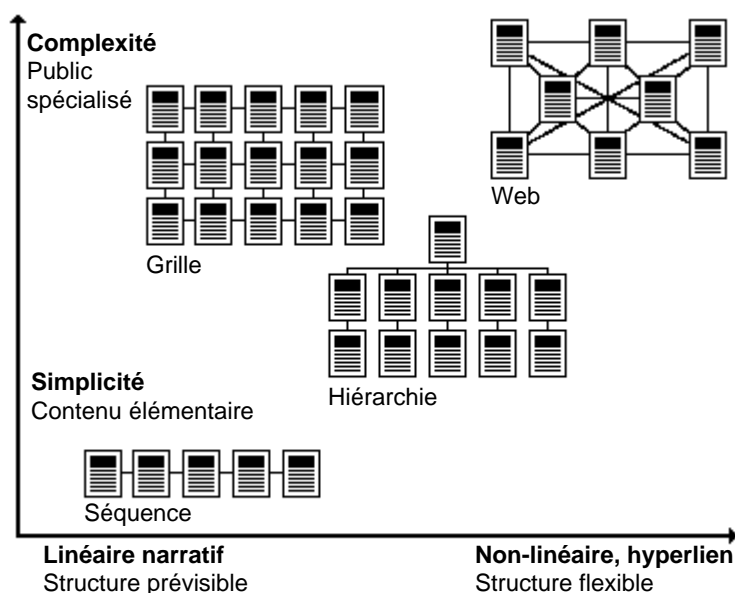 Complexité
Public
spécialisé
Web
Grille
Hiérarchie
Simplicité
Contenu élémentaire
Séquence
Linéaire narratif
Structure prévisible
Non-linéaire, hyperlien
Structure flexible